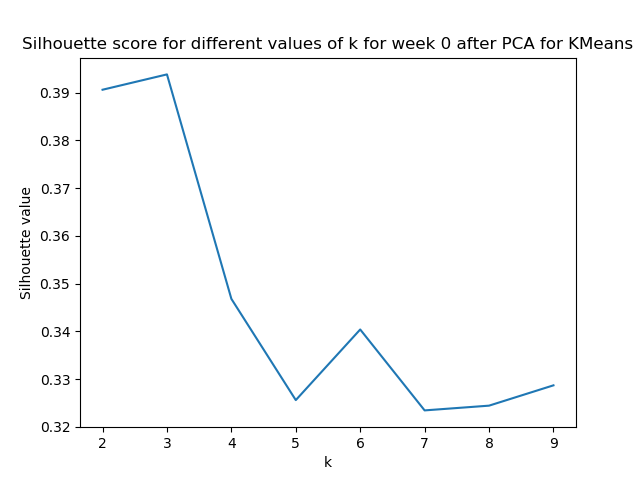 Silhouette score for different values of k for week 0 after PCA for KMeans
0.39
0.38
0.37
0.36
0.35
0.34
0.33
0.32
Silhouette value
2 3 4 5 6 7 8 9
k